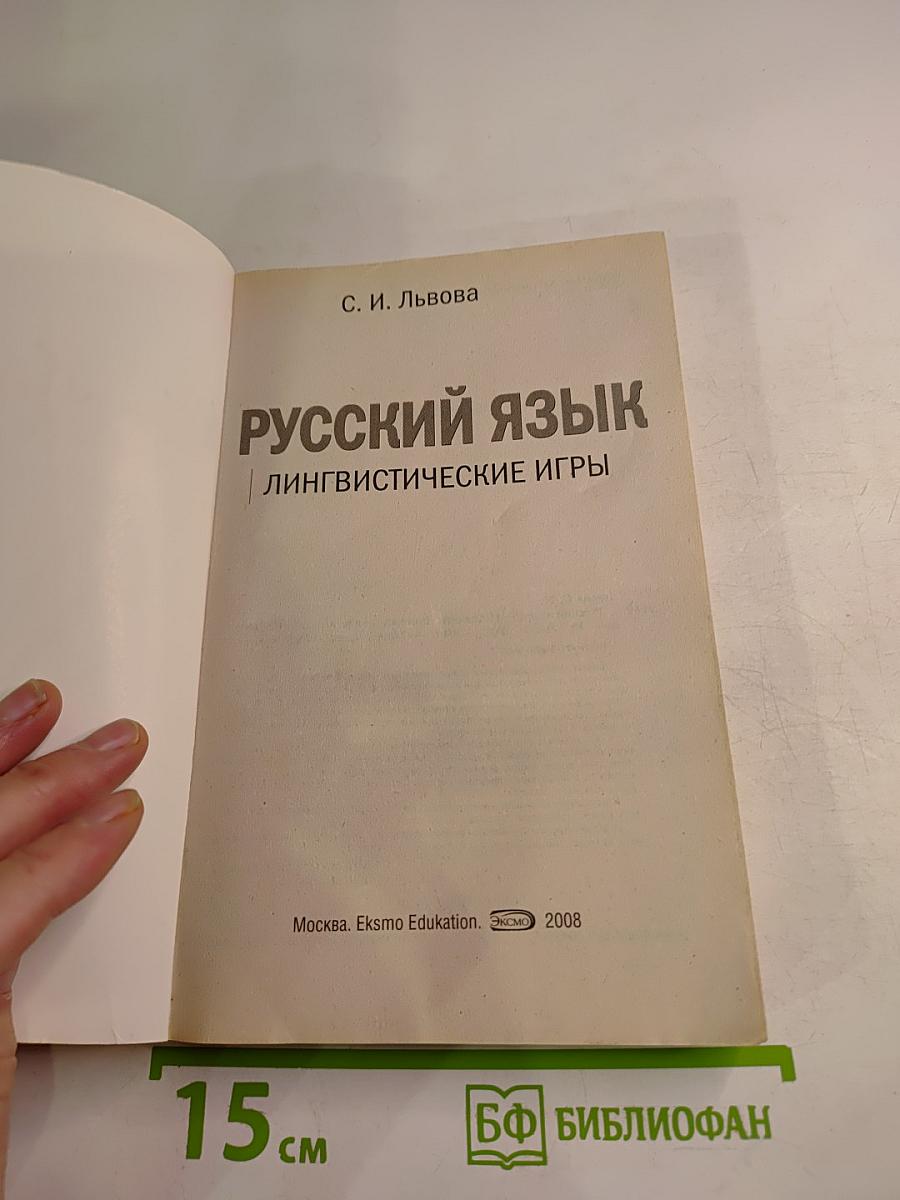 С. И. Львова
РУССКИЙ ЯЗЫК
ЛИНГВИСТИЧЕСКИЕ ИГРЫ
Москва. Eksmo Edukation. ЭКСМО 2008
15 см
БФ БИБЛИОФАН